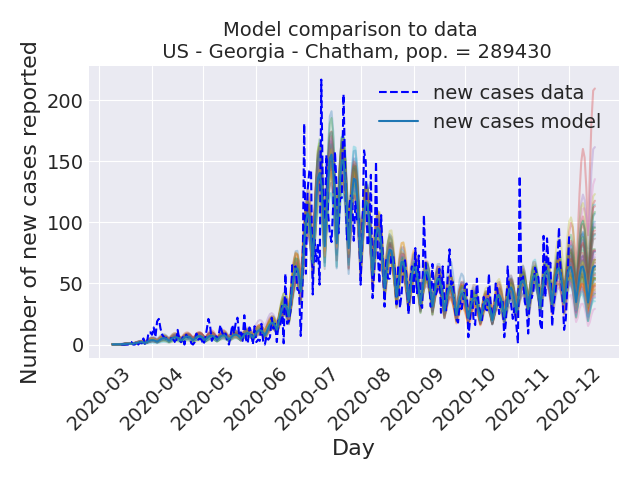 Model comparison to data
US - Georgia - Chatham, pop. = 289430
Number of new cases reported
200
150
100
50
0
new cases data
new cases model
2020-03
2020-04
2020-05
2020-06
2020-07
2020-08
2020-09
2020-10
2020-11
2020-12
Day